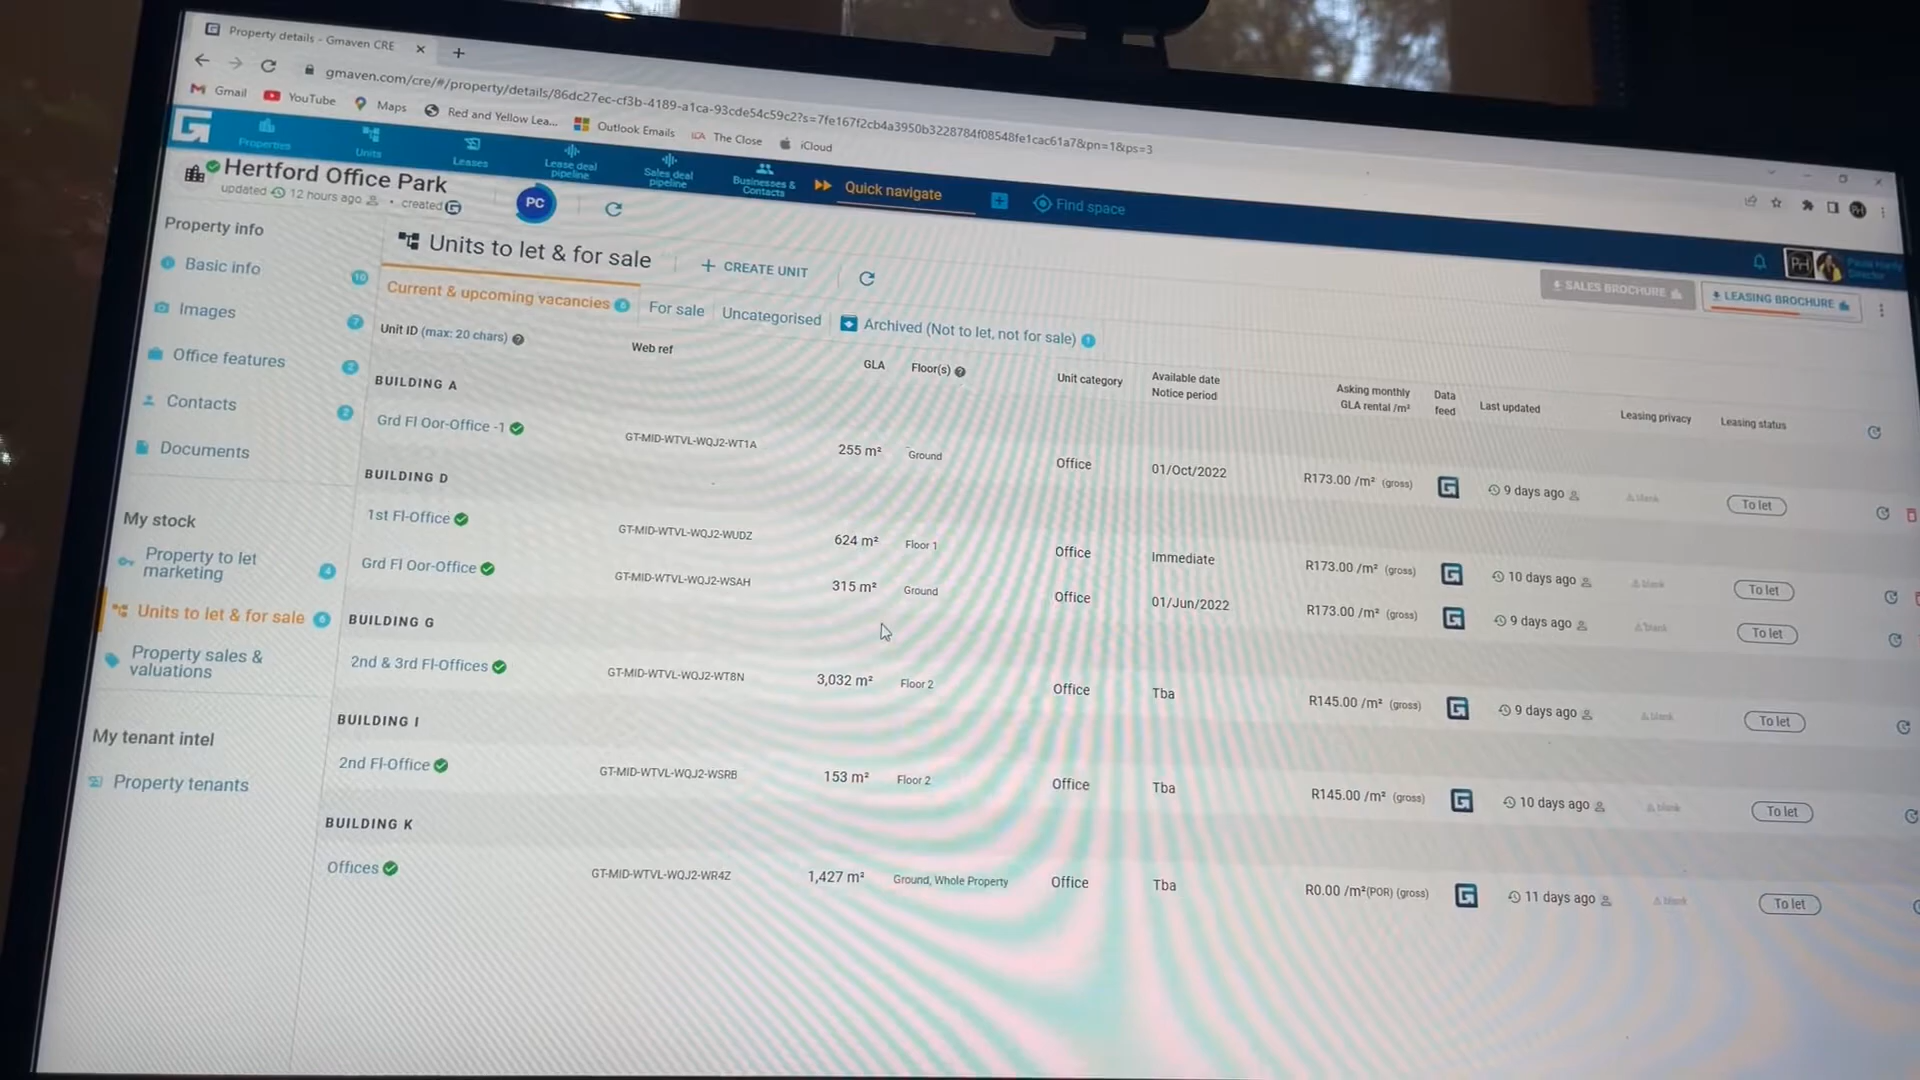 Property details - Gmaven CRE
gmaven.com/cre/#/property/details/86dc27ec-cf3b-4189-a1ca-93cde54c59c2?s=7fe167f2cb4a3950b3228784f08548fe1cac61a7&pn=1&ps=3
Gmail YouTube Maps Red and Yellow Lea... Outlook Emails The Close iCloud
Properties Units Leases Lease deal pipeline Sales deal pipeline Businesses & Contacts Quick navigate Find space
Hertford Office Park
updated 12 hours ago • created
PC
PH
SALES BROCHURE LEASING BROCHURE
Property info
Basic info
Images 10
Office features 7
Contacts 2
Documents 2
My stock
Property to let marketing 4
Units to let & for sale 6
Property sales & valuations
My tenant intel
Property tenants
Units to let & for sale + CREATE UNIT
Current & upcoming vacancies 6 For sale Uncategorised Archived (Not to let, not for sale) 1
Unit ID (max: 20 chars) Web ref GLA Floor(s) Unit category Available date Notice period Asking monthly GLA rental /m² Data feed Last updated Leasing privacy Leasing status
BUILDING A
Grd Fl Oor-Office -1 GT-MID-WTVL-WQJ2-WT1A 255 m² Ground Office 01/Oct/2022 R173.00 /m² (gross) 9 days ago blank To let
BUILDING D
1st Fl-Office GT-MID-WTVL-WQJ2-WUDZ 624 m² Floor 1 Office Immediate R173.00 /m² (gross) 10 days ago blank To let
Grd Fl Oor-Office GT-MID-WTVL-WQJ2-WSAH 315 m² Ground Office 01/Jun/2022 R173.00 /m² (gross) 9 days ago blank To let
BUILDING G
2nd & 3rd Fl-Offices GT-MID-WTVL-WQJ2-WT8N 3,032 m² Floor 2 Office Tba R145.00 /m² (gross) 9 days ago blank To let
BUILDING I
2nd Fl-Office GT-MID-WTVL-WQJ2-WSRB 153 m² Floor 2 Office Tba R145.00 /m² (gross) 10 days ago blank To let
BUILDING K
Offices GT-MID-WTVL-WQJ2-WR4Z 1,427 m² Ground, Whole Property Office Tba R0.00 /m²(POR) (gross) 11 days ago blank To let